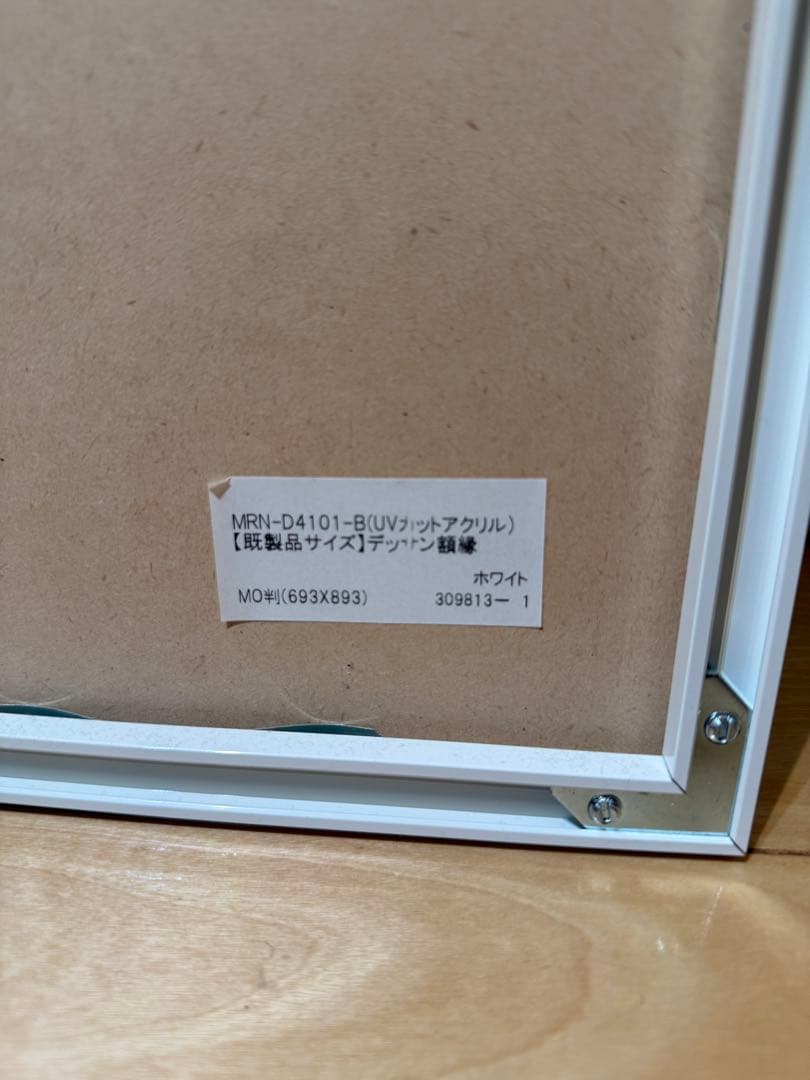 MRN-D4101-B(UVカットアクリル)
【既製品サイズ】デッサン額縁
ホワイト
MO判(693X893) 309813ー 1